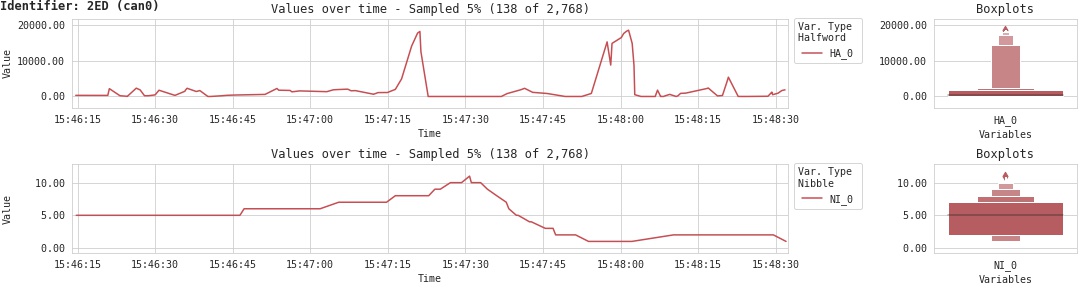 Identifier: 2ED (can0)
Values over time - Sampled 5% (138 of 2,768)
Boxplots
20000.00
10000.00
0.00
Value
Var. Type
Halfword
HA_0
20000.00
10000.00
0.00
15:46:15 15:46:30 15:46:45 15:47:00 15:47:15 15:47:30 15:47:45 15:48:00 15:48:15 15:48:30
Time
HA_0
Variables
Values over time - Sampled 5% (138 of 2,768)
Boxplots
10.00
5.00
0.00
Value
Var. Type
Nibble
NI_0
10.00
5.00
0.00
15:46:15 15:46:30 15:46:45 15:47:00 15:47:15 15:47:30 15:47:45 15:48:00 15:48:15 15:48:30
Time
NI_0
Variables